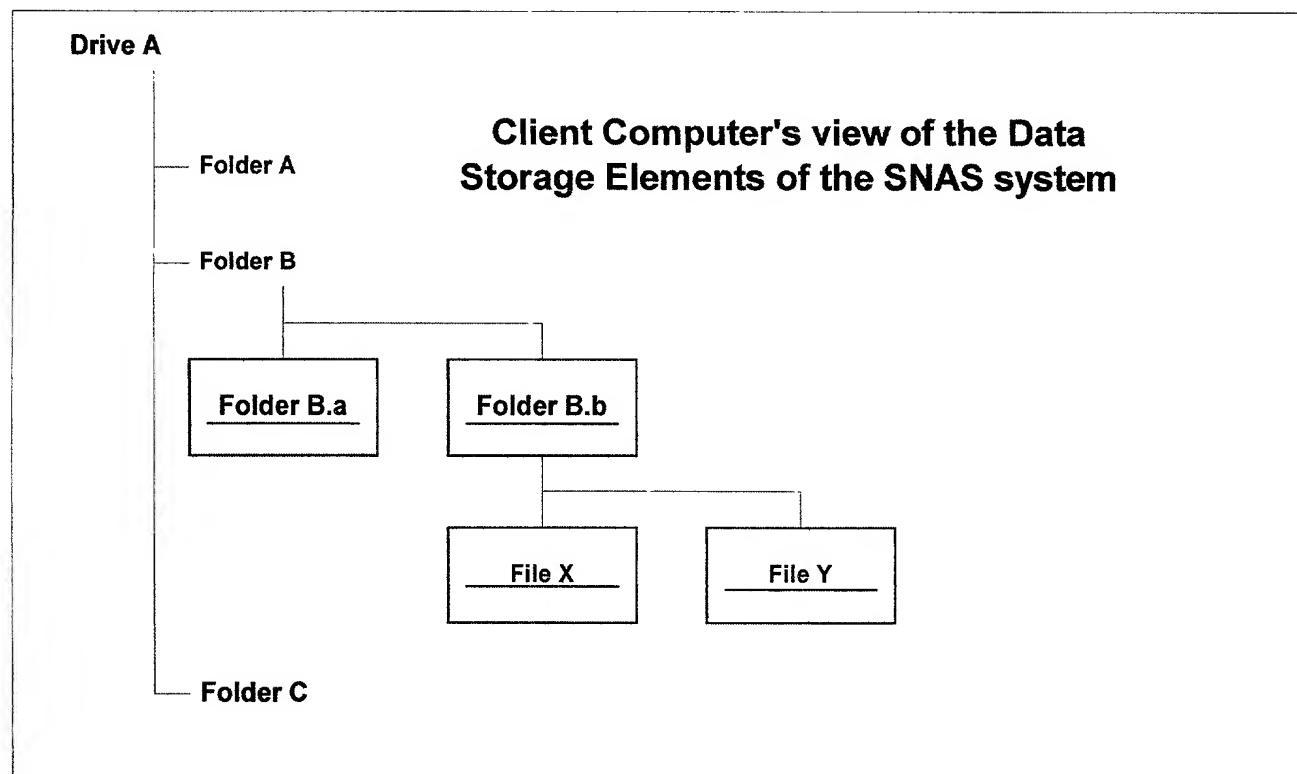 Drive A
Client Computer's view of the Data
Storage Elements of the SNAS system
Folder A
Folder B
Folder B.a
Folder B.b
File X
File Y
Folder C